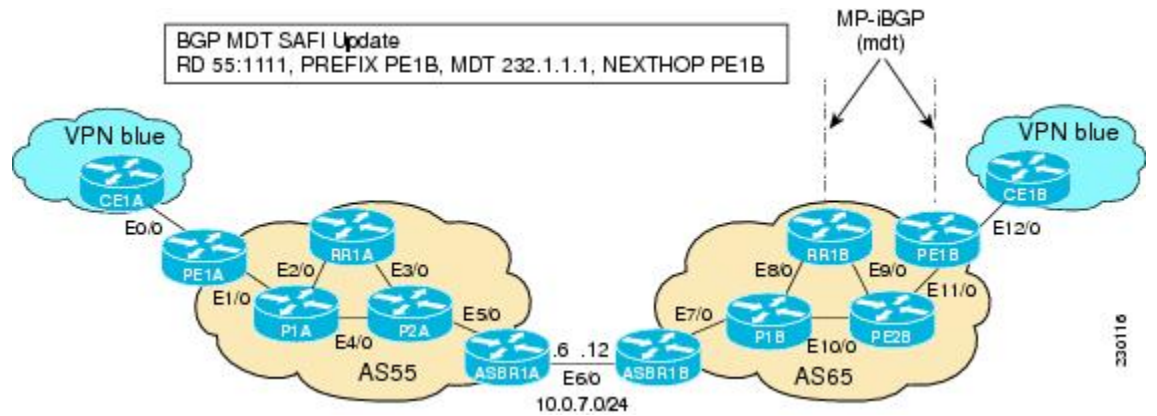 MP-iBGP
(mdt)
BGP MDT SAFI Update
RD 55:1111, PREFIX PE1B, MDT 232.1.1.1, NEXTHOP PE1B
VPN blue
VPN blue
CE1A
CE1B
E0/0
E12/0
PE1A
RR1A
RR1B
PE1B
E2/0
E3/0
E8/0
E9/0
E1/0
E11/0
P1A
P2A
E5/0
E7/0
P1B
PE2B
E4/0
E10/0
AS55
ASBR1A
.6 .12
ASBR1B
AS65
E6/0
10.0.7.0/24
230116